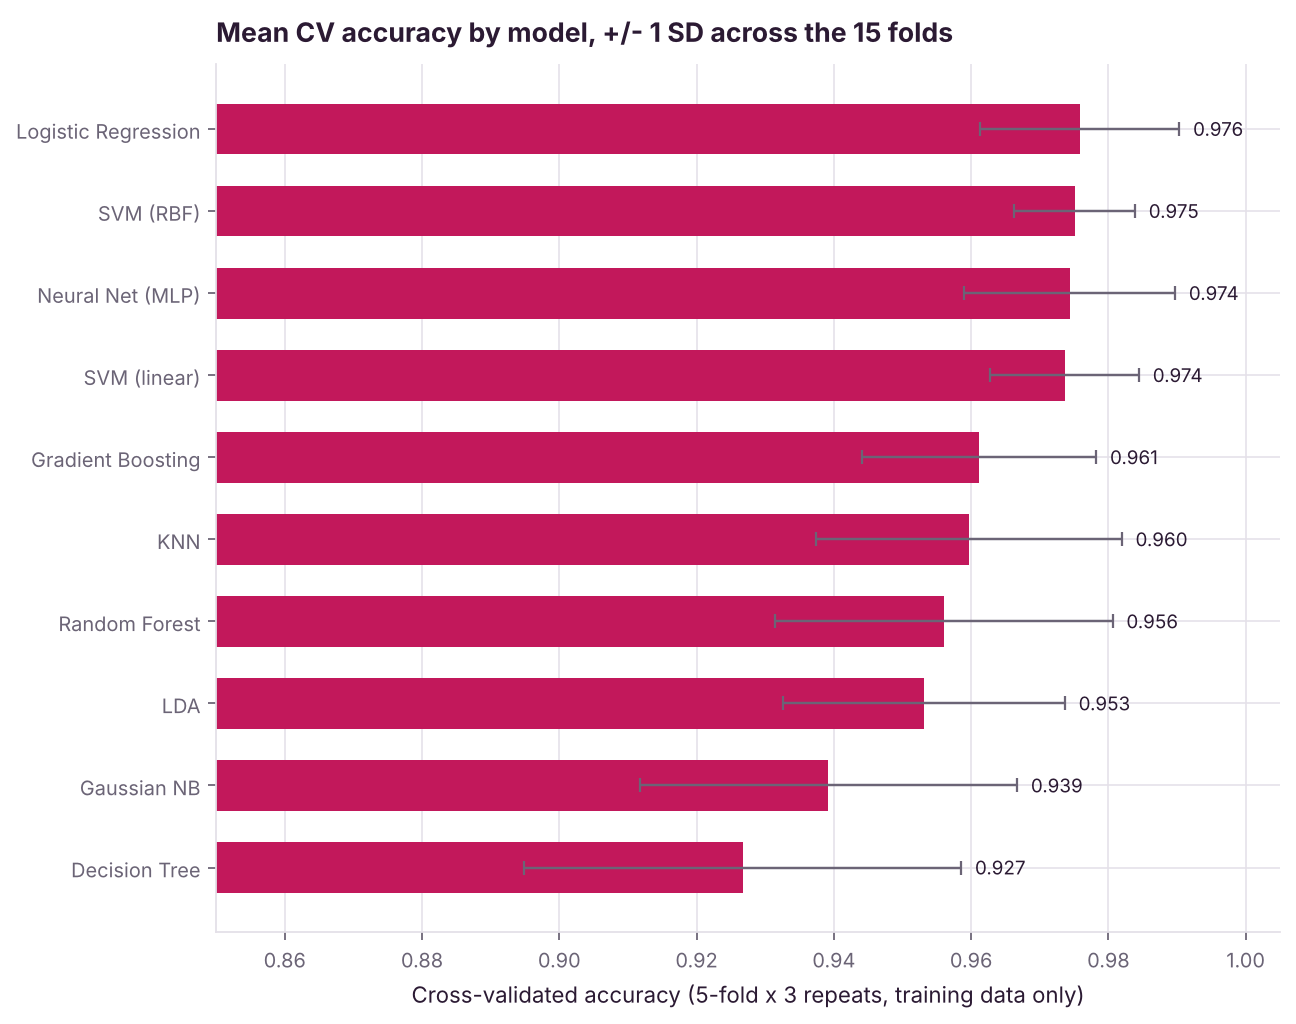 Mean CV accuracy by model, +/- 1 SD across the 15 folds
Logistic Regression 0.976
SVM (RBF) 0.975
Neural Net (MLP) 0.974
SVM (linear) 0.974
Gradient Boosting 0.961
KNN 0.960
Random Forest 0.956
LDA 0.953
Gaussian NB 0.939
Decision Tree 0.927
0.86 0.88 0.90 0.92 0.94 0.96 0.98 1.00
Cross-validated accuracy (5-fold x 3 repeats, training data only)